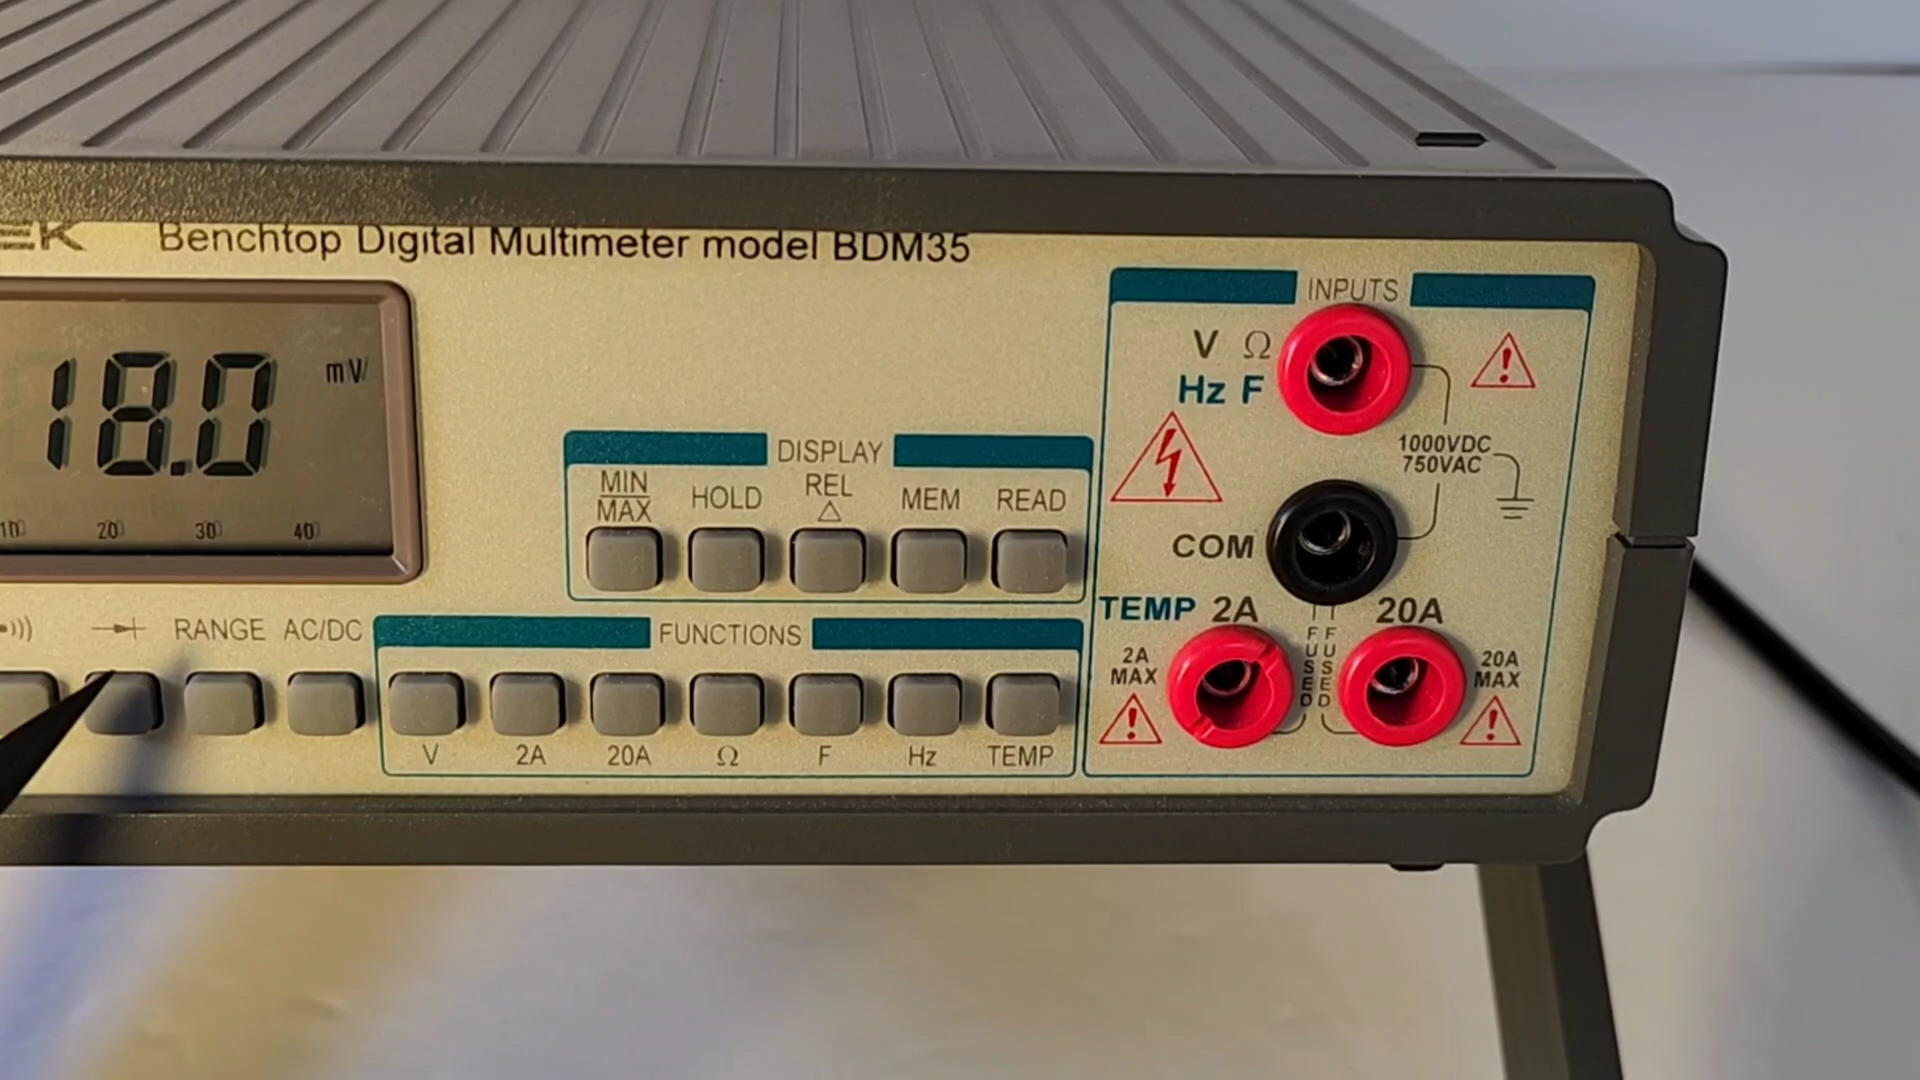 EK Benchtop Digital Multimeter model BDM35
18.0 mV
10 20 30 40
DISPLAY
MIN MAX HOLD REL MEM READ
RANGE AC/DC
FUNCTIONS
V 2A 20A Ω F Hz TEMP
INPUTS
V Ω
Hz F
1000VDC
750VAC
COM
TEMP 2A 20A
2A
MAX
FUSED
FUSED
20A
MAX